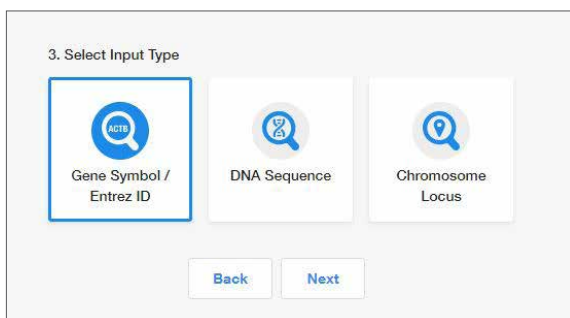 3. Select Input Type
ACTB
Gene Symbol /
Entrez ID
DNA Sequence
Chromosome
Locus
Back
Next